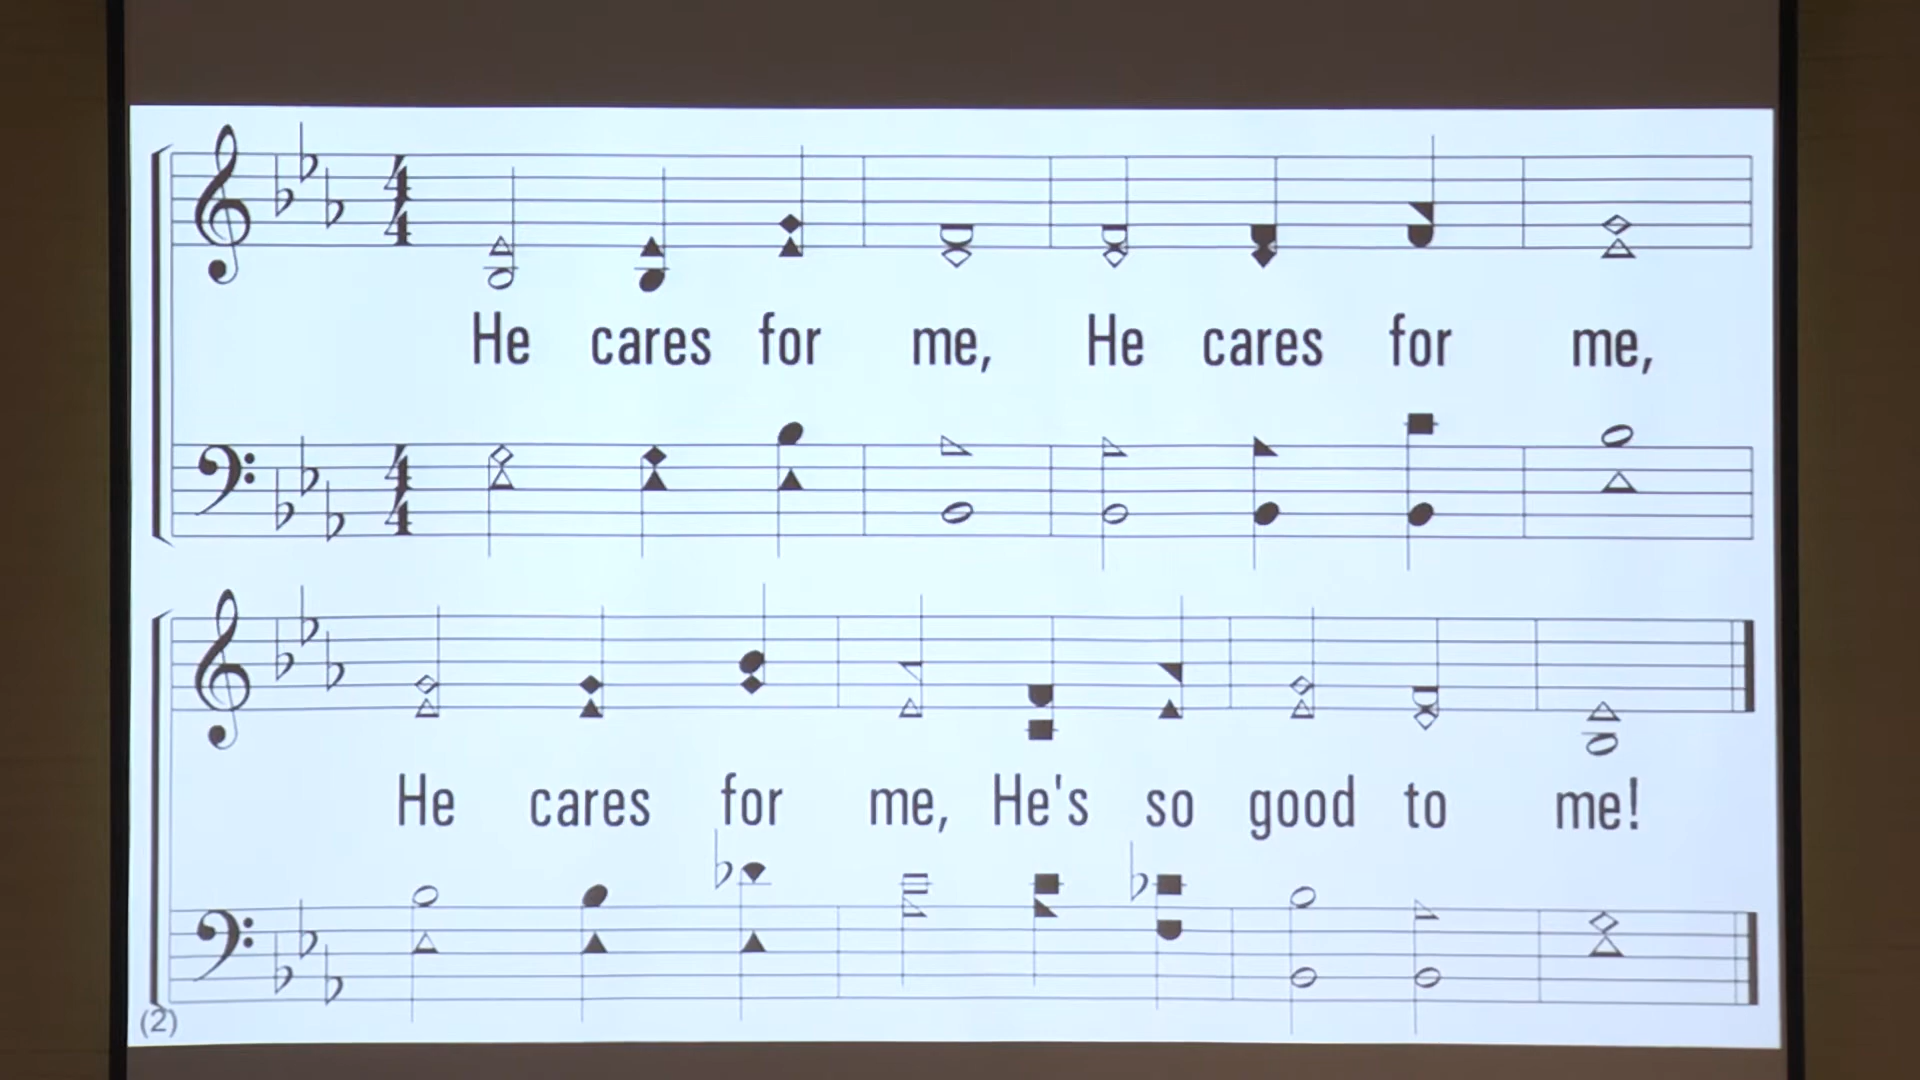 He cares for me, He cares for me,
He cares for me, He's so good to me!
(2)